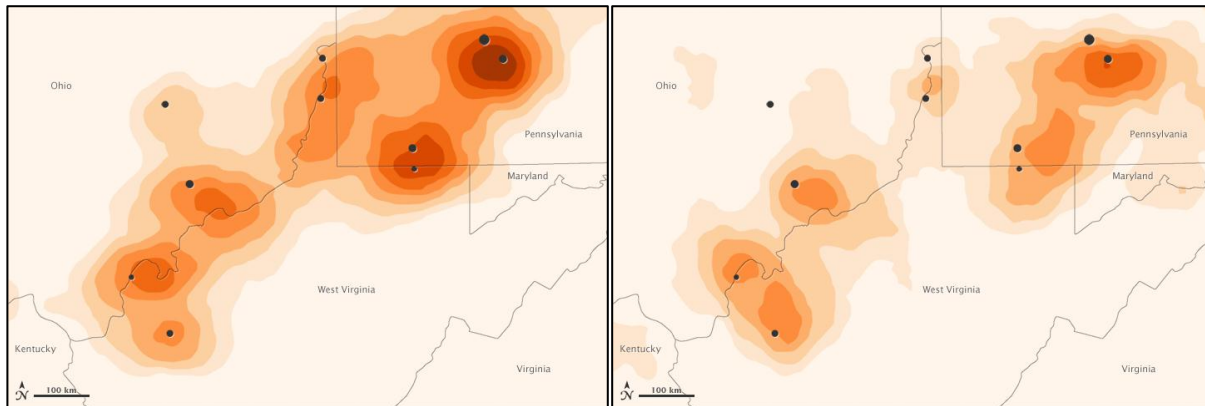 Ohio
Pennsylvania
Maryland
West Virginia
Kentucky
Virginia
N
100 km
Ohio
Pennsylvania
Maryland
West Virginia
Kentucky
Virginia
N
100 km